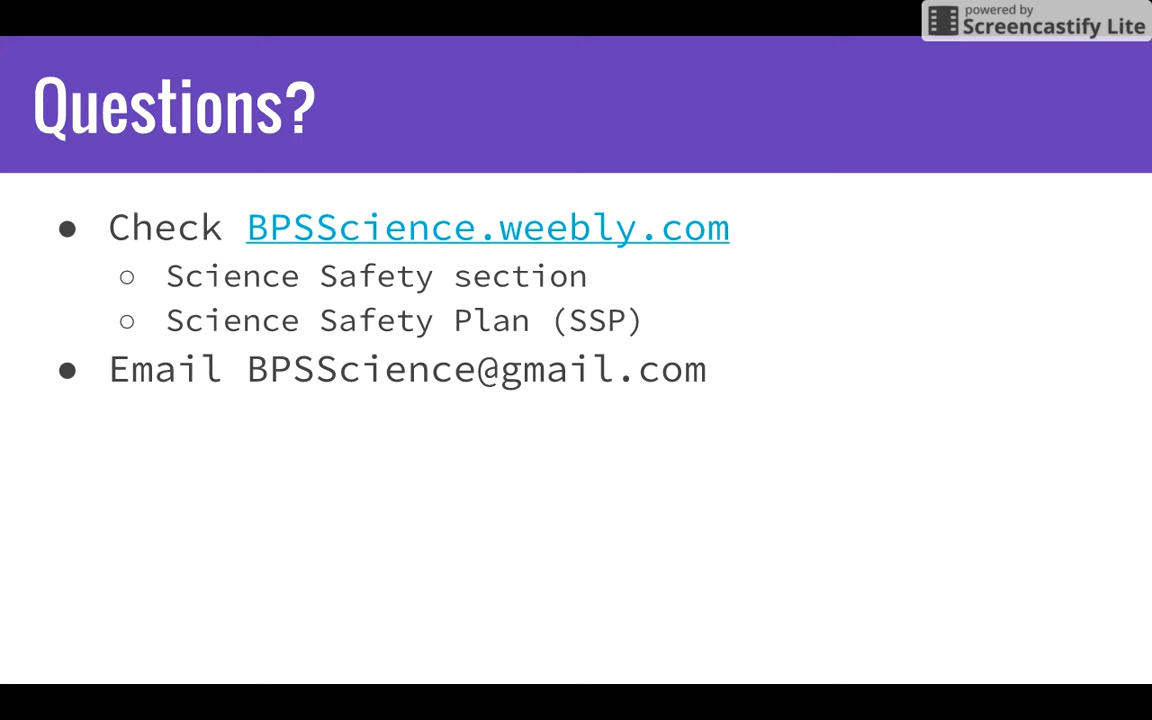 powered by
Screencastify Lite
Questions?
● Check BPSScience.weebly.com
○ Science Safety section
○ Science Safety Plan (SSP)
● Email BPSScience@gmail.com